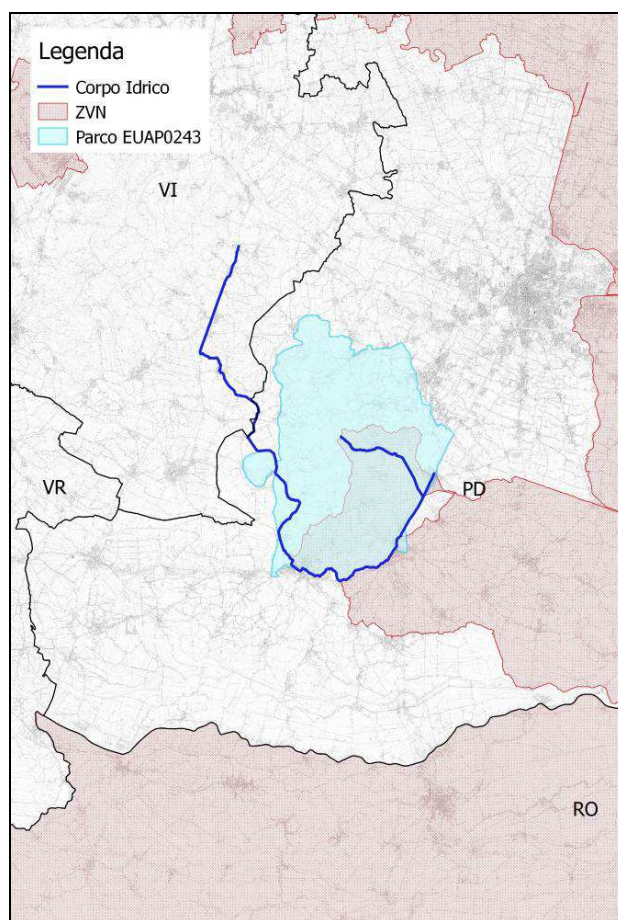 Legenda
Corpo Idrico
ZVN
Parco EUAP0243
VI
VR
PD
RO